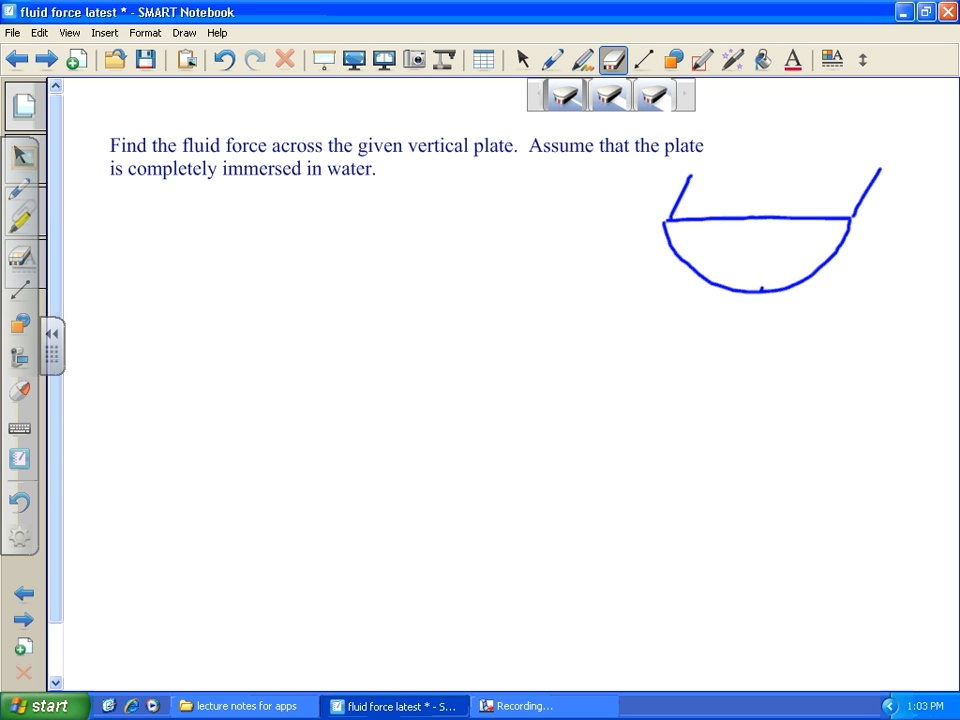 fluid force latest * - SMART Notebook
File Edit View Insert Format Draw Help
Find the fluid force across the given vertical plate. Assume that the plate
is completely immersed in water.
start lecture notes for apps fluid force latest * - S... Recording... 1:03 PM